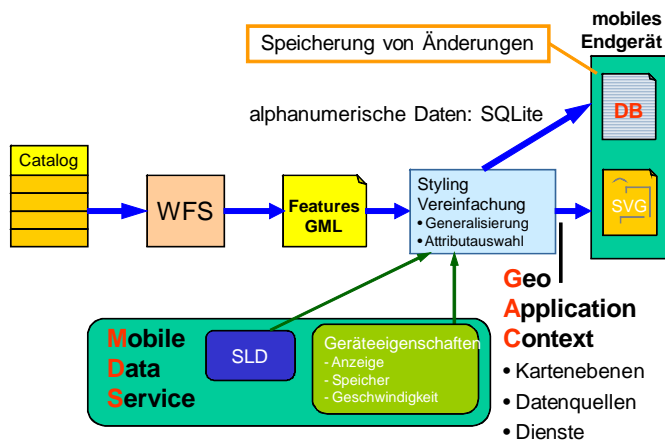 mobiles
Endgerät
Speicherung von Änderungen
DB
alphanumerische Daten: SQLite
Catalog
WFS
Features
GML
Styling
Vereinfachung
• Generalisierung
• Attributauswahl
SVG
Geo
Application
Context
• Kartenebenen
• Datenquellen
• Dienste
Mobile
Data
Service
SLD
Geräteeigenschaften
- Anzeige
- Speicher
- Geschwindigkeit